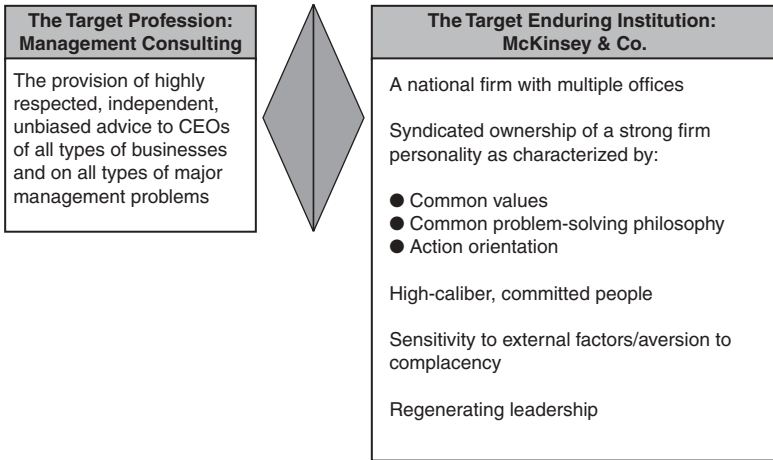 The Target Profession:
Management Consulting
The provision of highly
respected, independent,
unbiased advice to CEOs
of all types of businesses
and on all types of major
management problems
The Target Enduring Institution:
McKinsey & Co.
A national firm with multiple offices
Syndicated ownership of a strong firm
personality as characterized by:
● Common values
● Common problem-solving philosophy
● Action orientation
High-caliber, committed people
Sensitivity to external factors/aversion to
complacency
Regenerating leadership